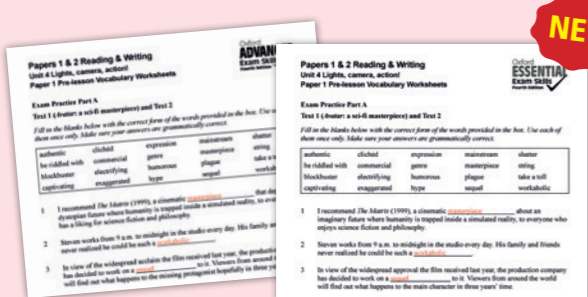 NE
Papers 1 & 2 Reading & Writing
Unit 4 Lights, camera, action!
Paper 1 Pre-lesson Vocabulary Worksheets
Oxford
ADVAN
Exam Skills
Fourth Edition
Exam Practice Part A
Text 1 (Avatar: a sci-fi masterpiece) and Text 2
Fill in the blanks below with the correct form of the words provided in the box. Use
them once only. Make sure your answers are grammatically correct.
authentic clichéd expression mainstream shatter
be riddled with commercial genre masterpiece string
blockbuster electrifying humorous plague take a
captivating exaggerated hype sequel workah
1 I recommend The Matrix (1999), a cinematic masterpiece that de
dystopian future where humanity is trapped inside a simulated reality, to eve
has a liking for science fiction and philosophy.
2 Steven works from 9 a.m. to midnight in the studio every day. His family an
never realized he could be such a workaholic.
3 In view of the widespread acclaim the film received last year, the productio
has decided to work on a sequel to it. Viewers from around
will find out what happens to the missing protagonist hopefully in three ye
Papers 1 & 2 Reading & Writing
Unit 4 Lights, camera, action!
Paper 1 Pre-lesson Vocabulary Worksheets
Oxford
ESSENTIAL
Exam Skills
Fourth Edition
Exam Practice Part A
Text 1 (Avatar: a sci-fi masterpiece) and Text 2
Fill in the blanks below with the correct form of the words provided in the box. Use each of
them once only. Make sure your answers are grammatically correct.
authentic clichéd expression mainstream shatter
be riddled with commercial genre masterpiece string
blockbuster electrifying humorous plague take a toll
captivating exaggerated hype sequel workaholic
1 I recommend The Matrix (1999), a cinematic masterpiece about an
imaginary future where humanity is trapped inside a simulated reality, to everyone who
enjoys science fiction and philosophy.
2 Steven works from 9 a.m. to midnight in the studio every day. His family and friends
never realized he could be such a workaholic.
3 In view of the widespread approval the film received last year, the production company
has decided to work on a sequel to it. Viewers from around the world
will find out what happens to the main character in three years' time.